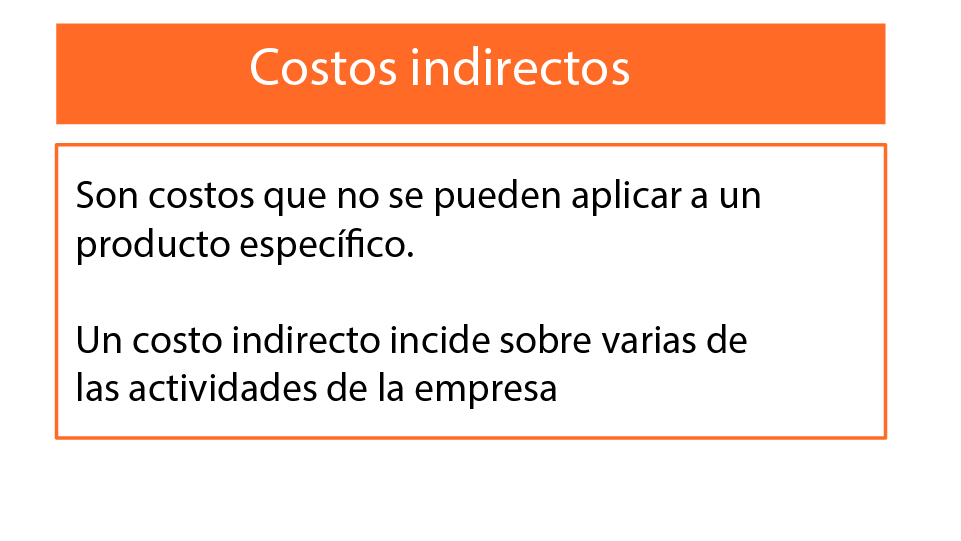 Costos indirectos
Son costos que no se pueden aplicar a un
producto específico.
Un costo indirecto incide sobre varias de
las actividades de la empresa